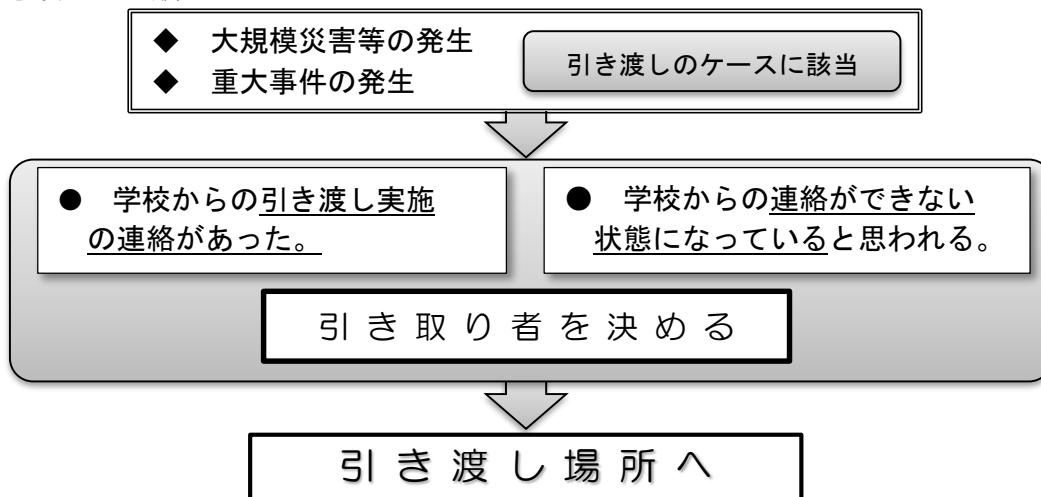 ◆ 大規模災害等の発生
◆ 重大事件の発生
引き渡しのケースに該当
● 学校からの引き渡し実施
の連絡があった。
● 学校からの連絡ができない
状態になっていると思われる。
引き取り者を決める
引き渡し場所へ